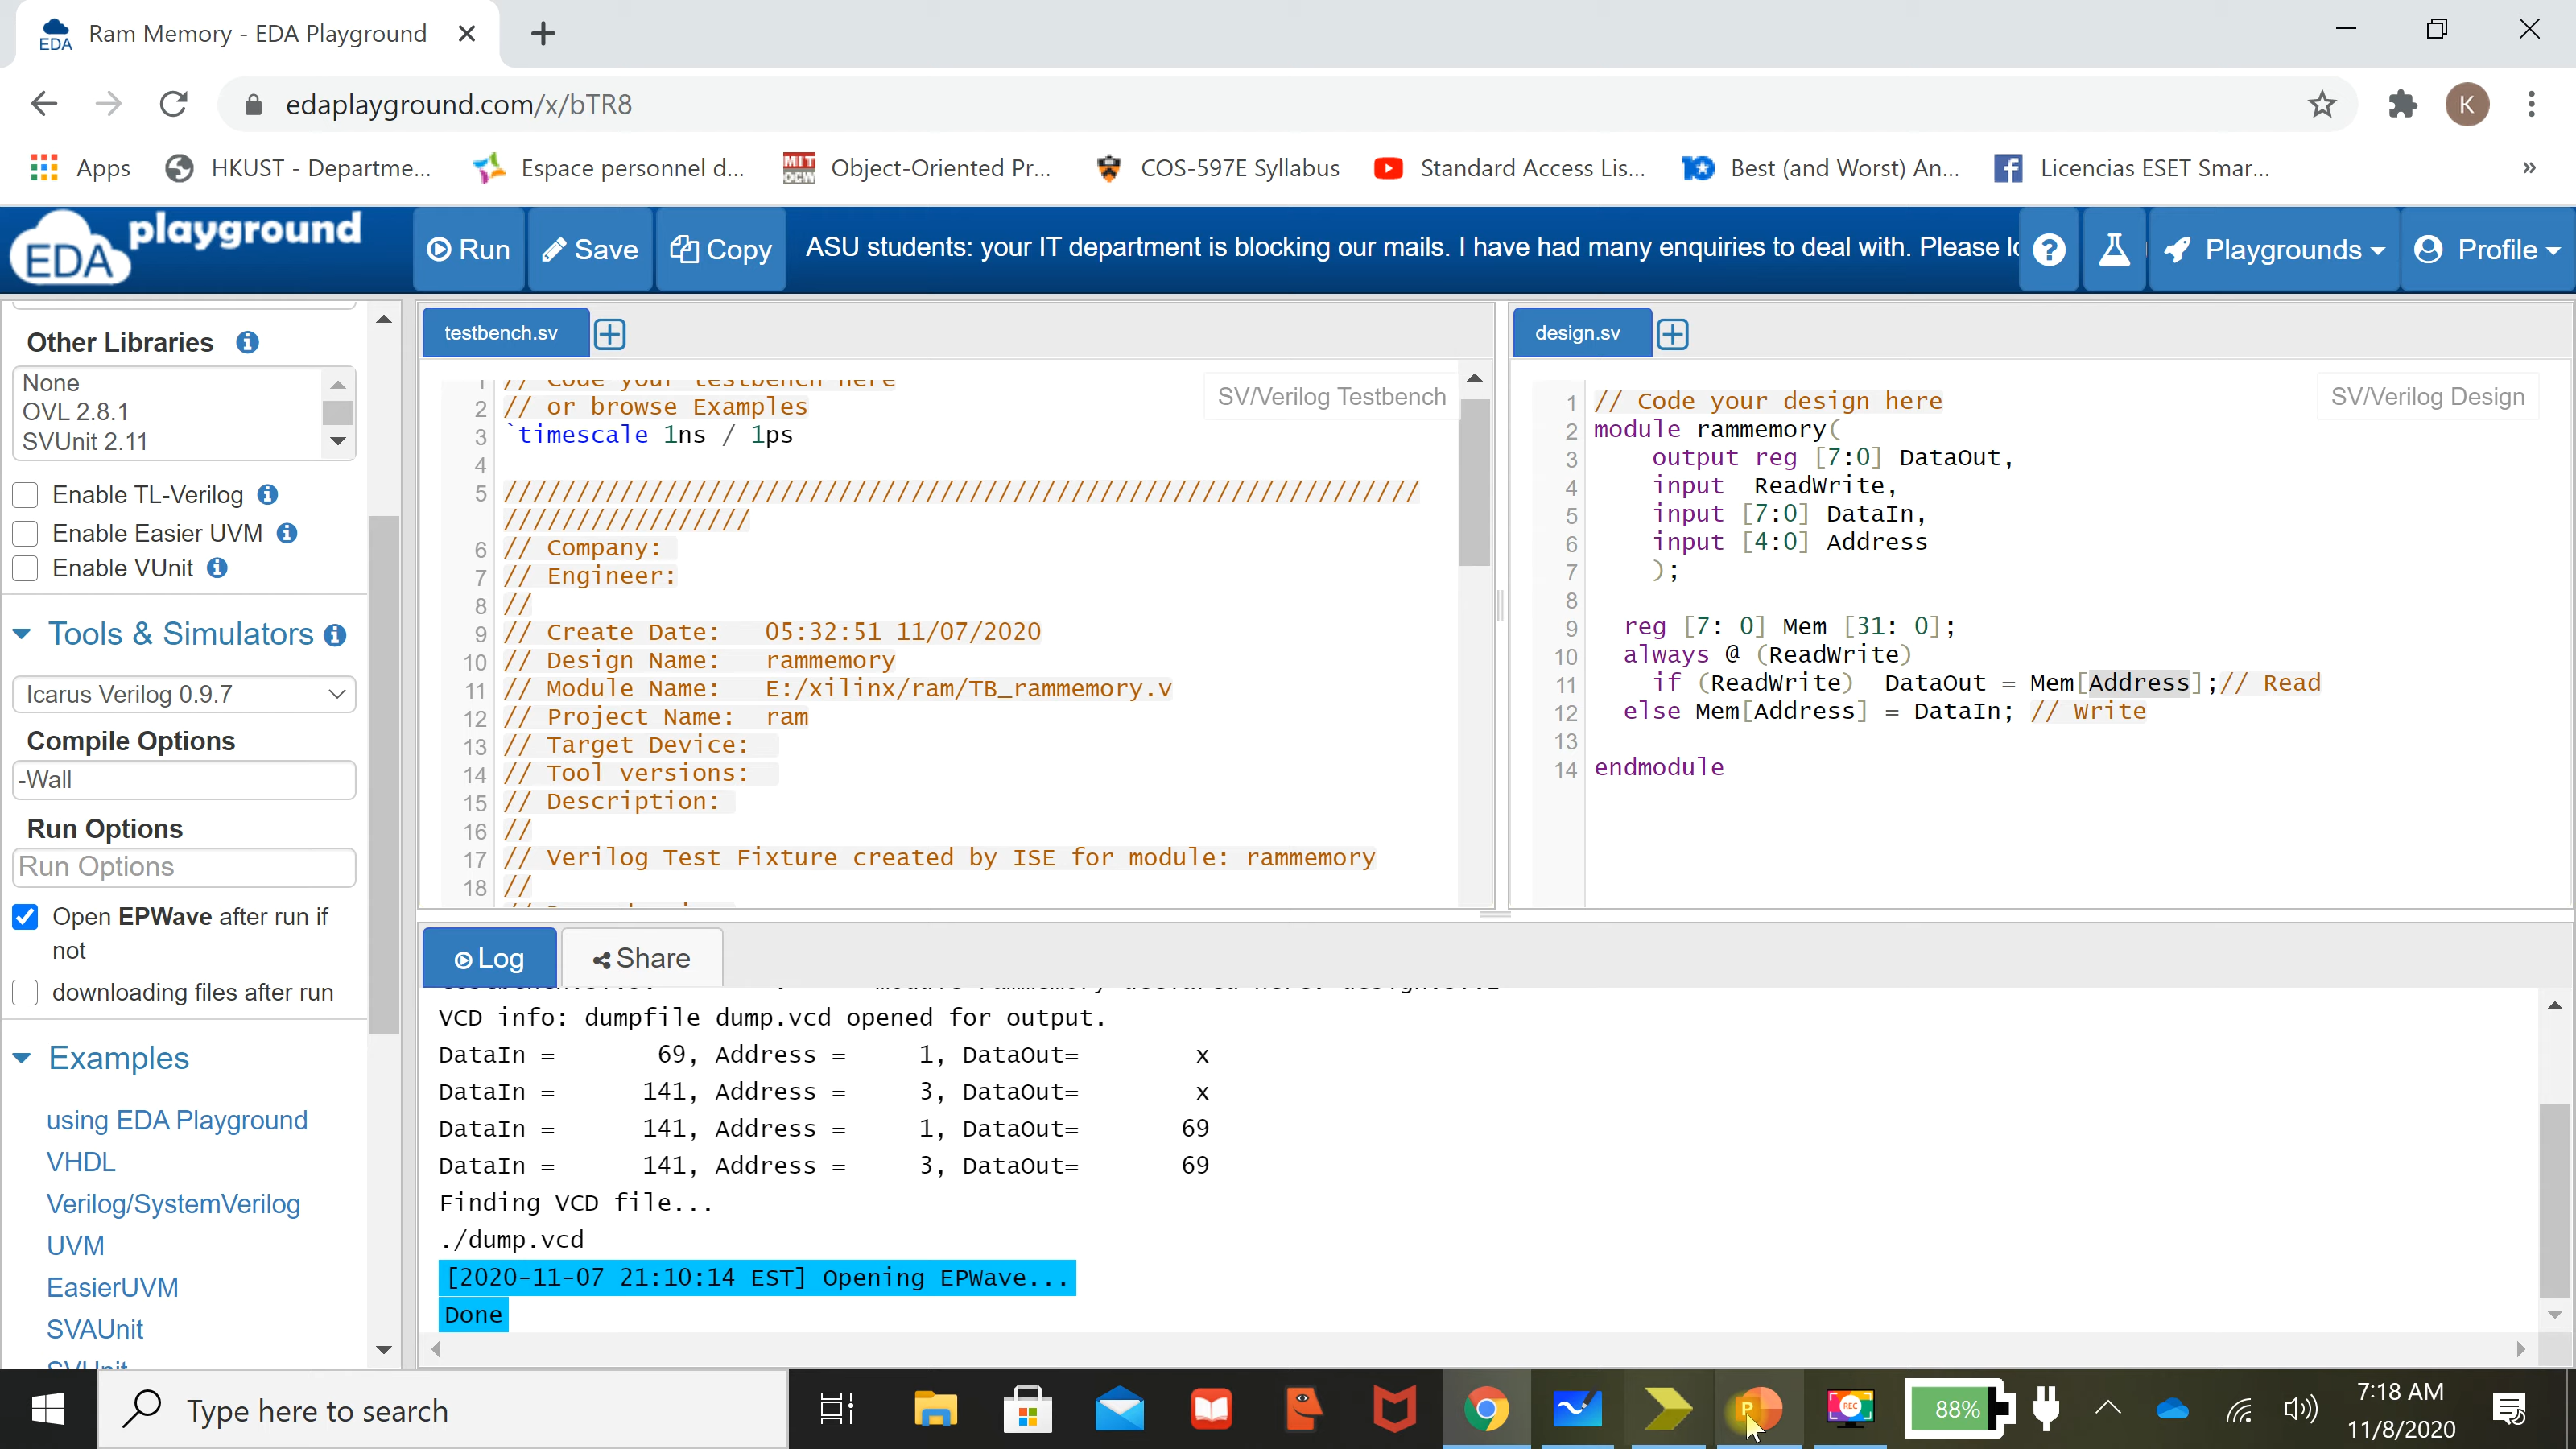 Ram Memory - EDA Playground
edaplayground.com/x/bTR8
K
Apps
HKUST - Departme...
Espace personnel d...
MIT OCW Object-Oriented Pr...
COS-597E Syllabus
Standard Access Lis...
Best (and Worst) An...
Licencias ESET Smar...
»
EDA playground
Run
Save
Copy
ASU students: your IT department is blocking our mails. I have had many enquiries to deal with. Please
Playgrounds
Profile
Other Libraries
None
OVL 2.8.1
SVUnit 2.11
Enable TL-Verilog
Enable Easier UVM
Enable VUnit
Tools & Simulators
Icarus Verilog 0.9.7
Compile Options
-Wall
Run Options
Run Options
Open EPWave after run if
not
downloading files after run
Examples
using EDA Playground
VHDL
Verilog/SystemVerilog
UVM
EasierUVM
SVAUnit
testbench.sv
SV/Verilog Testbench
1 // Code your testbench here
2 // or browse Examples
3 `timescale 1ns / 1ps
4
5 ///////////////////////////////////////////////////////////////
/////////////////
6 // Company:
7 // Engineer:
8 //
9 // Create Date: 05:32:51 11/07/2020
10 // Design Name: rammemory
11 // Module Name: E:/xilinx/ram/TB_rammemory.v
12 // Project Name: ram
13 // Target Device:
14 // Tool versions:
15 // Description:
16 //
17 // Verilog Test Fixture created by ISE for module: rammemory
18 //
design.sv
SV/Verilog Design
1 // Code your design here
2 module rammemory(
3 output reg [7:0] DataOut,
4 input ReadWrite,
5 input [7:0] DataIn,
6 input [4:0] Address
7 );
8
9 reg [7: 0] Mem [31: 0];
10 always @ (ReadWrite)
11 if (ReadWrite) DataOut = Mem[Address];// Read
12 else Mem[Address] = DataIn; // Write
13
14 endmodule
Log
Share
VCD info: dumpfile dump.vcd opened for output.
DataIn = 69, Address = 1, DataOut= x
DataIn = 141, Address = 3, DataOut= x
DataIn = 141, Address = 1, DataOut= 69
DataIn = 141, Address = 3, DataOut= 69
Finding VCD file...
./dump.vcd
[2020-11-07 21:10:14 EST] Opening EPWave...
Done
Type here to search
REC
88%
7:18 AM
11/8/2020